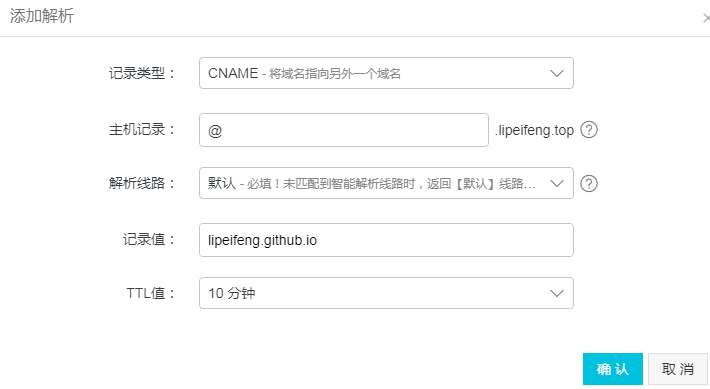 添加解析
记录类型： CNAME - 将域名指向另外一个域名
主机记录： @ .lipeifeng.top
解析线路： 默认 - 必填！未匹配到智能解析线路时，返回【默认】线路...
记录值： lipeifeng.github.io
TTL值： 10 分钟
确 认 取 消